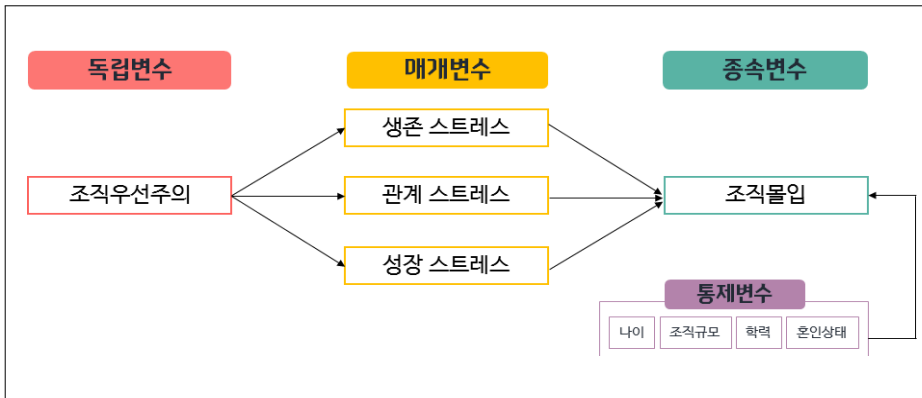 독립변수
매개변수
종속변수
생존 스트레스
조직우선주의
관계 스트레스
조직몰입
성장 스트레스
통제변수
나이
조직규모
학력
혼인상태